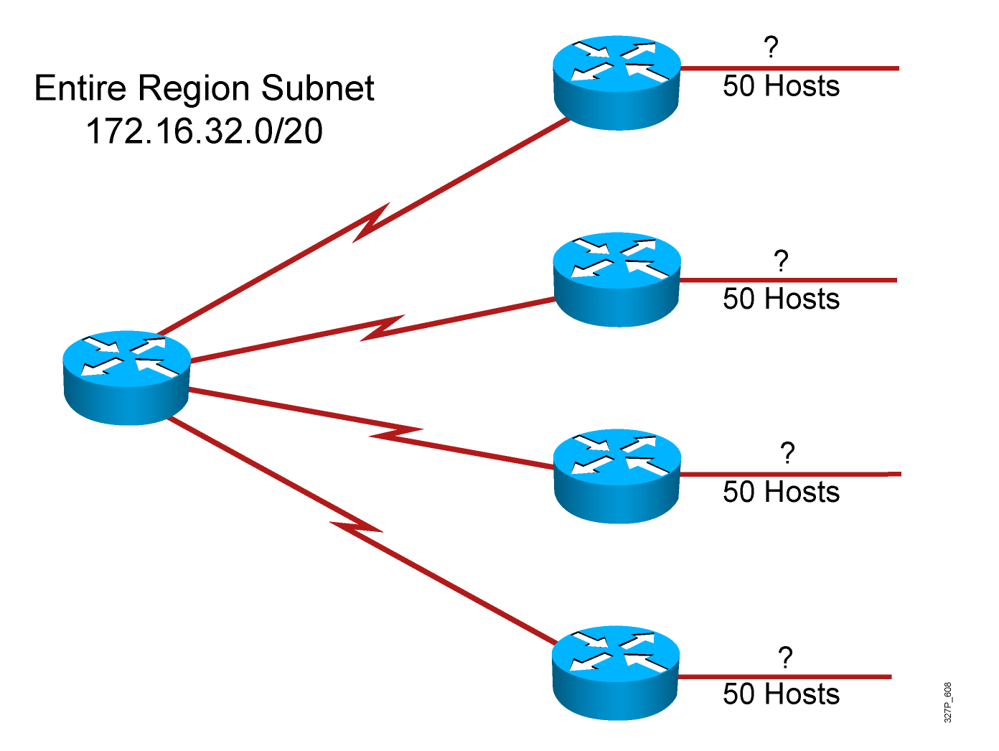 Entire Region Subnet
172.16.32.0/20
?
50 Hosts
?
50 Hosts
?
50 Hosts
?
50 Hosts
327P_608